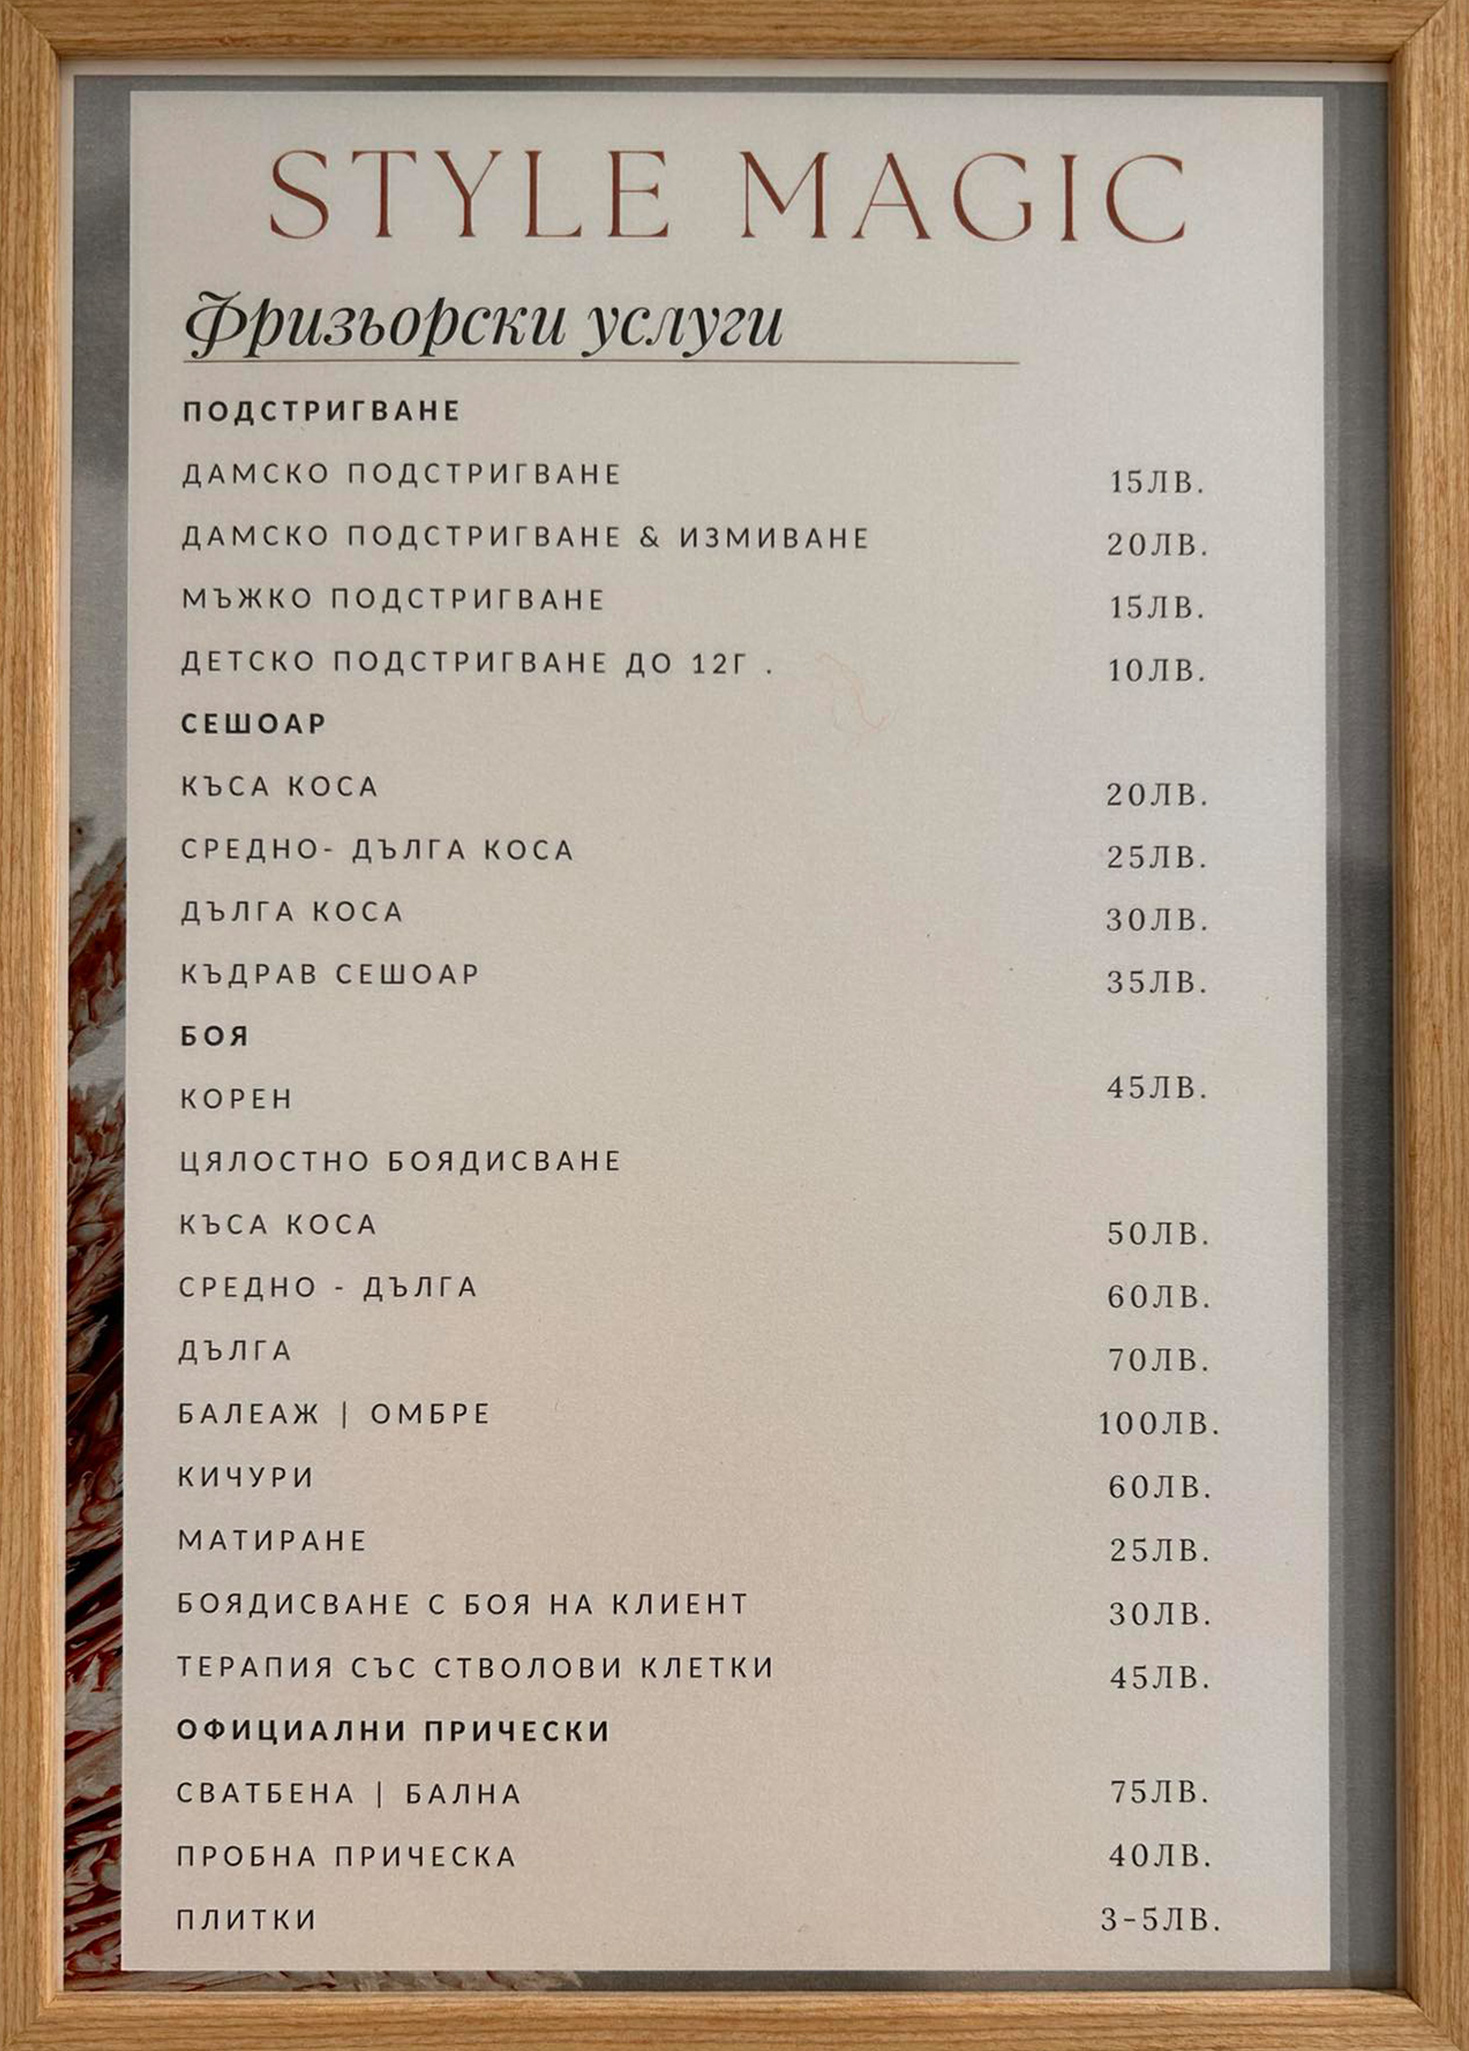 STYLE MAGIC
Фризьорски услуги
ПОДСТРИГВАНЕ
ДАМСКО ПОДСТРИГВАНЕ 15ЛВ.
ДАМСКО ПОДСТРИГВАНЕ & ИЗМИВАНЕ 20ЛВ.
МЪЖКО ПОДСТРИГВАНЕ 15ЛВ.
ДЕТСКО ПОДСТРИГВАНЕ ДО 12Г . 10ЛВ.
СЕШОАР
КЪСА КОСА 20ЛВ.
СРЕДНО- ДЪЛГА КОСА 25ЛВ.
ДЪЛГА КОСА 30ЛВ.
КЪДРАВ СЕШОАР 35ЛВ.
БОЯ
КОРЕН 45ЛВ.
ЦЯЛОСТНО БОЯДИСВАНЕ
КЪСА КОСА 50ЛВ.
СРЕДНО - ДЪЛГА 60ЛВ.
ДЪЛГА 70ЛВ.
БАЛЕАЖ | ОМБРЕ 100ЛВ.
КИЧУРИ 60ЛВ.
МАТИРАНЕ 25ЛВ.
БОЯДИСВАНЕ С БОЯ НА КЛИЕНТ 30ЛВ.
ТЕРАПИЯ СЪС СТВОЛОВИ КЛЕТКИ 45ЛВ.
ОФИЦИАЛНИ ПРИЧЕСКИ
СВАТБЕНА | БАЛНА 75ЛВ.
ПРОБНА ПРИЧЕСКА 40ЛВ.
ПЛИТКИ 3-5ЛВ.